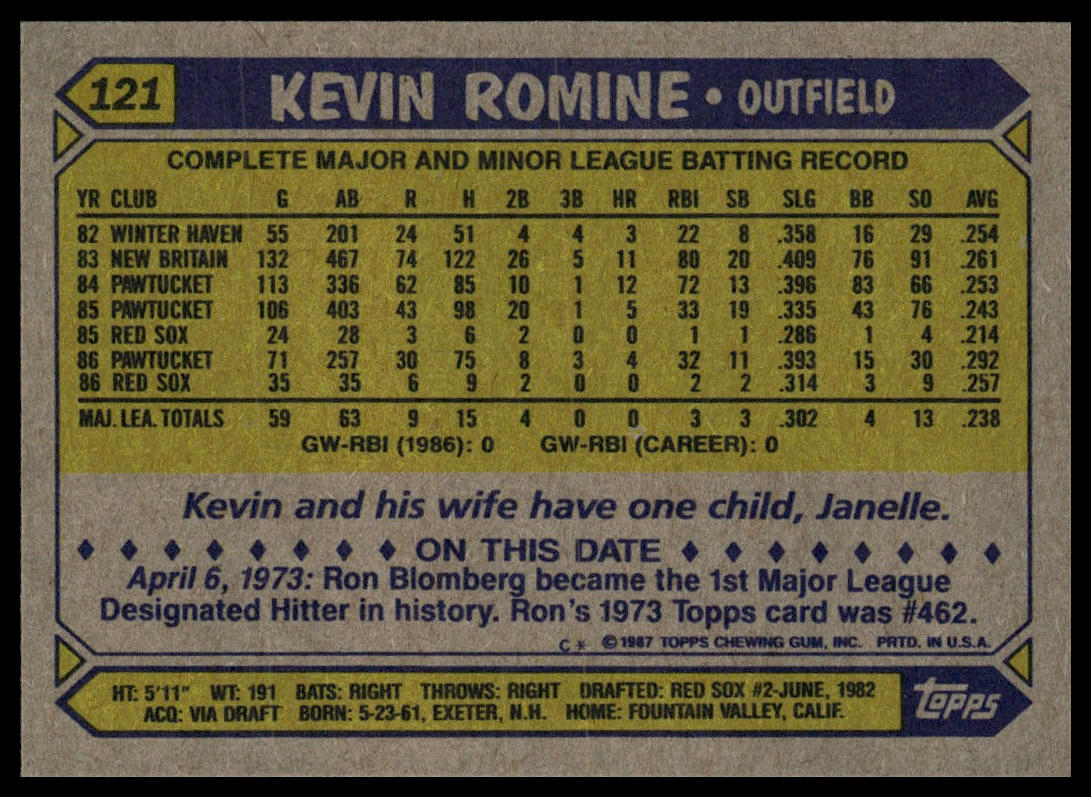 121 KEVIN ROMINE • OUTFIELD
COMPLETE MAJOR AND MINOR LEAGUE BATTING RECORD
YR CLUB G AB R H 2B 3B HR RBI SB SLG BB SO AVG
82 WINTER HAVEN 55 201 24 51 4 4 3 22 8 .358 16 29 .254
83 NEW BRITAIN 132 467 74 122 26 5 11 80 20 .409 76 91 .261
84 PAWTUCKET 113 336 62 85 10 1 12 72 13 .396 83 66 .253
85 PAWTUCKET 106 403 43 98 20 1 5 33 19 .335 43 76 .243
85 RED SOX 24 28 3 6 2 0 0 1 1 .286 1 4 .214
86 PAWTUCKET 71 257 30 75 8 3 4 32 11 .393 15 30 .292
86 RED SOX 35 35 6 9 2 0 0 2 2 .314 3 9 .257
MAJ. LEA. TOTALS 59 63 9 15 4 0 0 3 3 .302 4 13 .238
GW-RBI (1986): 0 GW-RBI (CAREER): 0
Kevin and his wife have one child, Janelle.
ON THIS DATE
April 6, 1973: Ron Blomberg became the 1st Major League
Designated Hitter in history. Ron's 1973 Topps card was #462.
C* ©1987 TOPPS CHEWING GUM, INC. PRTD. IN U.S.A.
HT: 5'11" WT: 191 BATS: RIGHT THROWS: RIGHT DRAFTED: RED SOX #2-JUNE, 1982
ACQ: VIA DRAFT BORN: 5-23-61, EXETER, N.H. HOME: FOUNTAIN VALLEY, CALIF.
topps